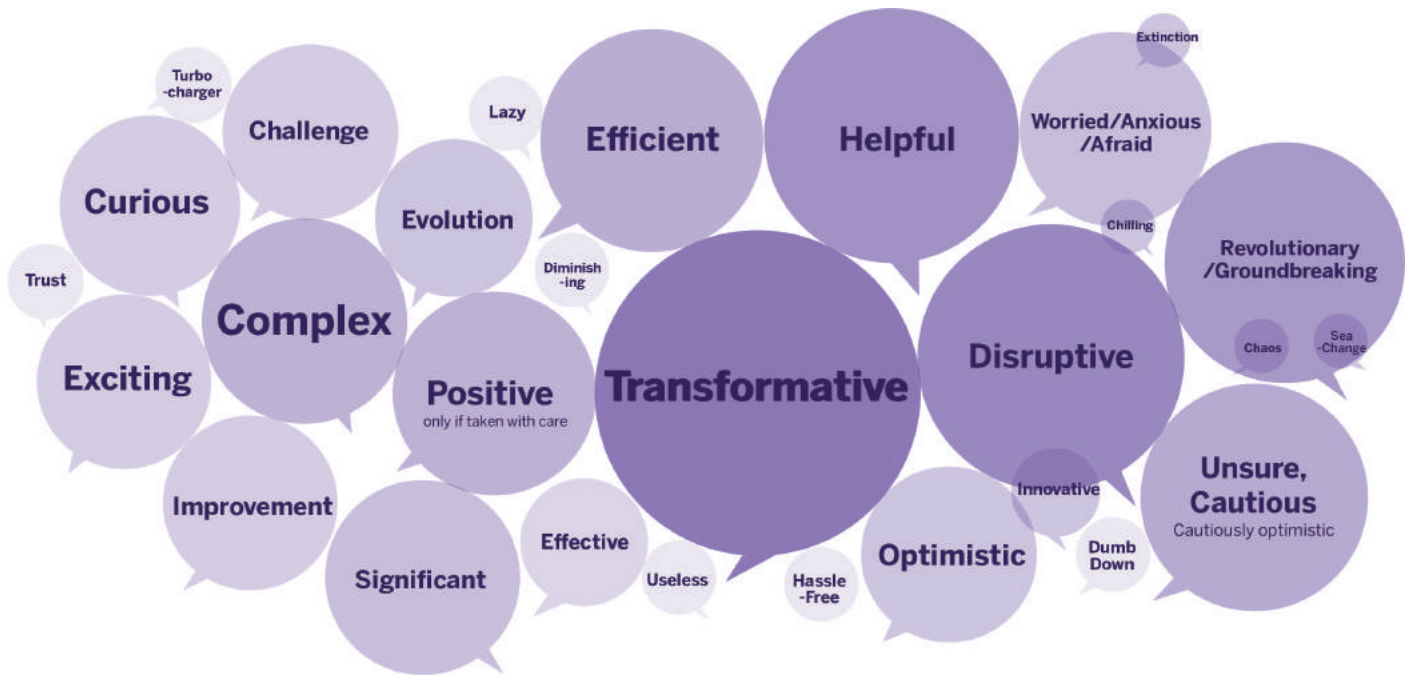 Turbo
-charger
Challenge
Curious
Trust
Exciting
Complex
Evolution
Lazy
Efficient
Helpful
Extinction
Worried/Anxious
/Afraid
Chilling
Revolutionary
/Groundbreaking
Chaos
Sea
-Change
Diminish
-ing
Positive
only if taken with care
Transformative
Disruptive
Improvement
Significant
Effective
Useless
Hassle
-Free
Optimistic
Innovative
Dumb
Down
Unsure,
Cautious
Cautiously optimistic